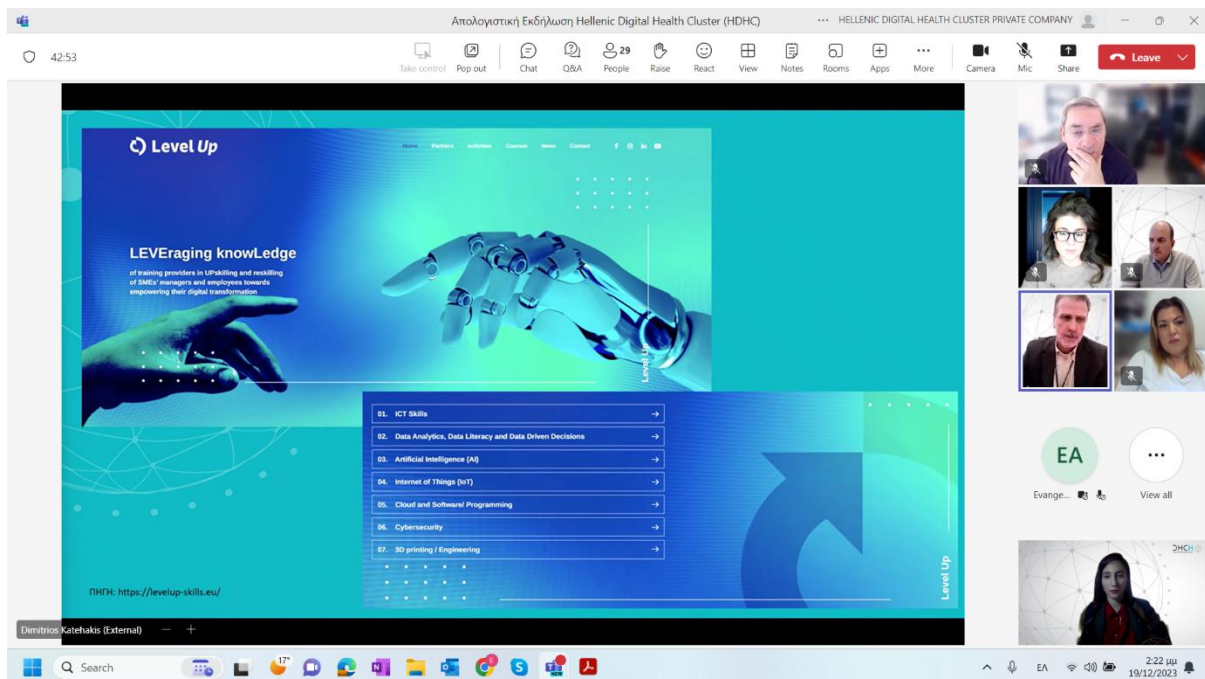 Απολογιστική Εκδήλωση Hellenic Digital Health Cluster (HDHC)
HELLENIC DIGITAL HEALTH CLUSTER PRIVATE COMPANY
42:53
Take control
Pop out
Chat
Q&A
29
People
Raise
React
View
Notes
Rooms
Apps
More
Camera
Mic
Share
Leave
Level Up
Home Partners Activities Courses News Contact
LEVEraging knowLedge
of training providers in UPskilling and reskilling
of SMEs' managers and employees towards
empowering their digital transformation
Level Up
01. ICT Skills
02. Data Analytics, Data Literacy and Data Driven Decisions
03. Artificial Intelligence (AI)
04. Internet of Things (IoT)
05. Cloud and Software/ Programming
06. Cybersecurity
07. 3D printing / Engineering
Level Up
ΠΗΓΗ: https://levelup-skills.eu/
Dimitrios Katehakis (External)
EA
Evange...
View all
Search
17°
ΕΛ
2:22 μμ
19/12/2023